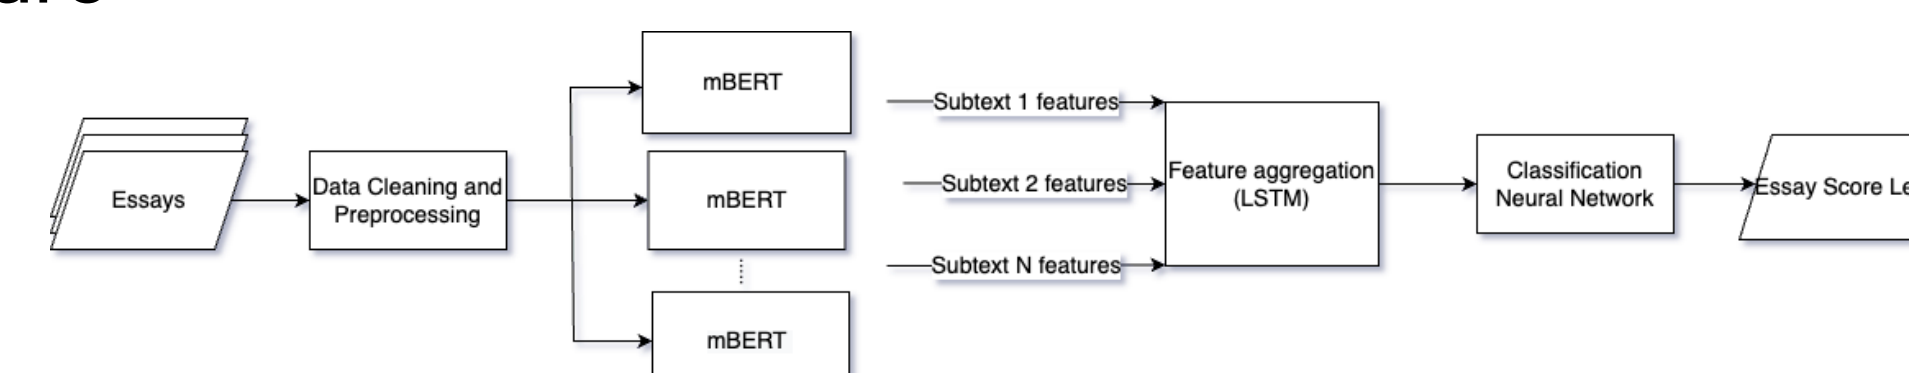 mBERT
Subtext 1 features
Essays
Data Cleaning and
Preprocessing
mBERT
Subtext 2 features
Feature aggregation
(LSTM)
Classification
Neural Network
Essay Score Le
Subtext N features
mBERT